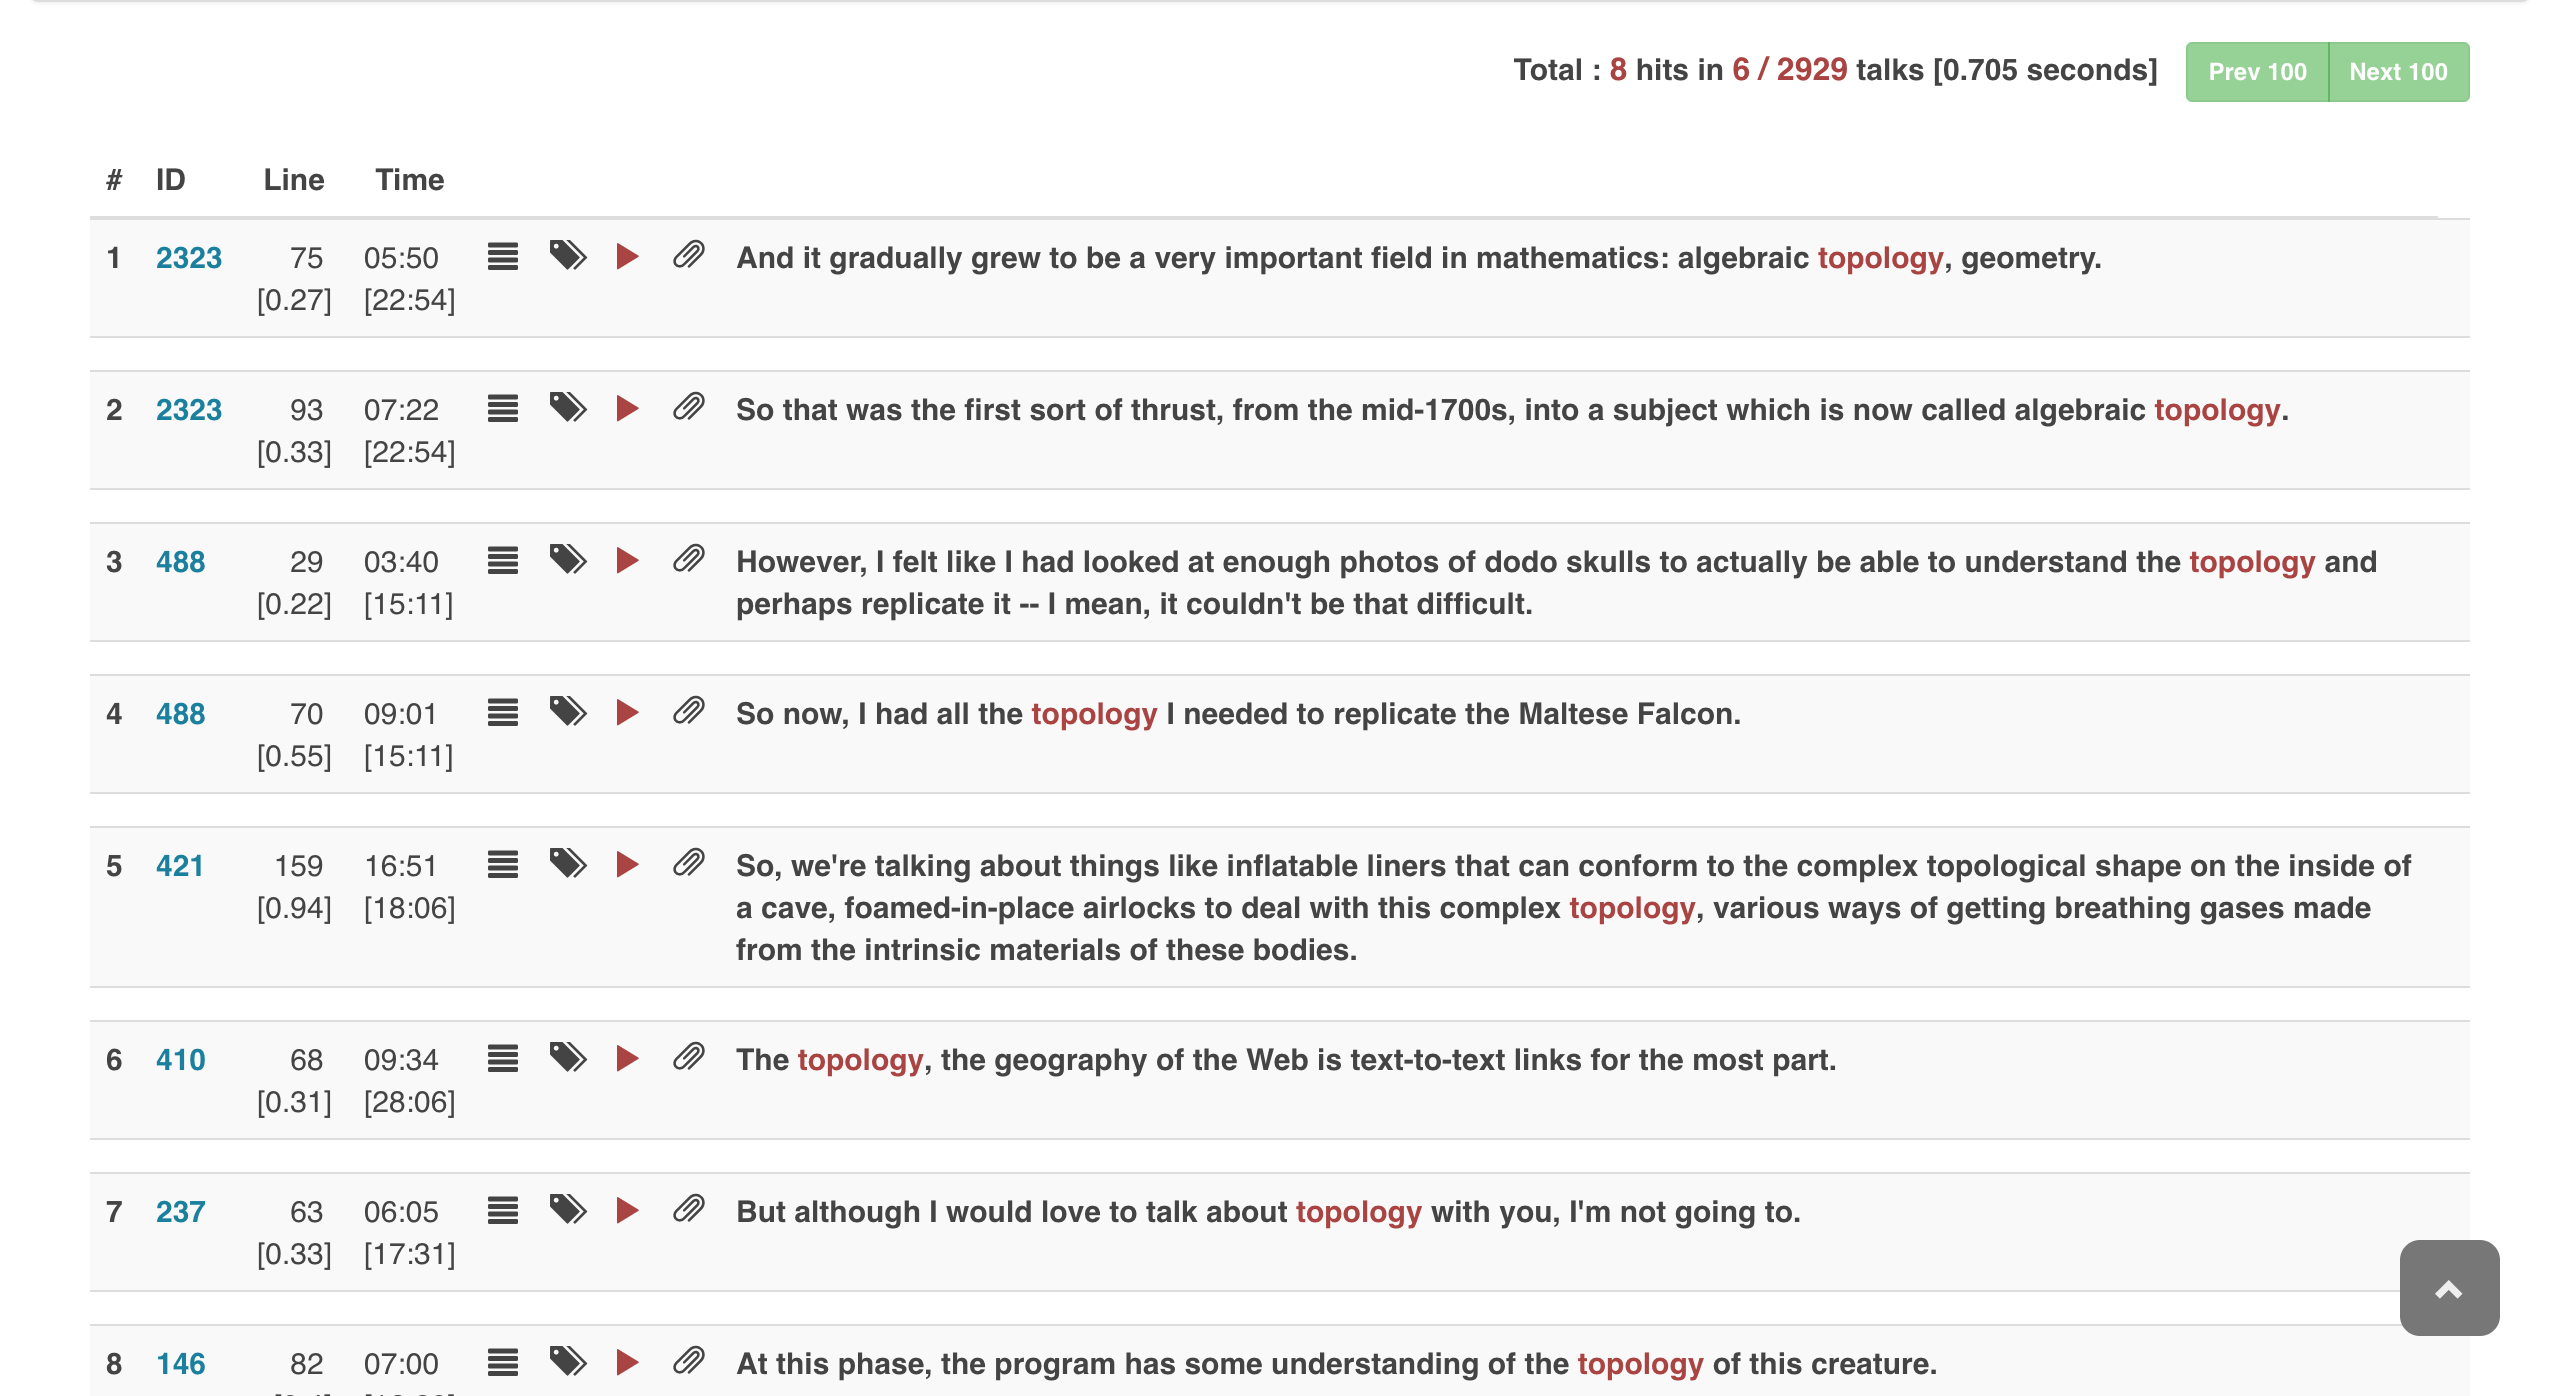 Total : 8 hits in 6 / 2929 talks [0.705 seconds] Prev 100 Next 100
# ID Line Time
1 2323 75 05:50 And it gradually grew to be a very important field in mathematics: algebraic topology, geometry.
[0.27] [22:54]
2 2323 93 07:22 So that was the first sort of thrust, from the mid-1700s, into a subject which is now called algebraic topology.
[0.33] [22:54]
3 488 29 03:40 However, I felt like I had looked at enough photos of dodo skulls to actually be able to understand the topology and
[0.22] [15:11] perhaps replicate it -- I mean, it couldn't be that difficult.
4 488 70 09:01 So now, I had all the topology I needed to replicate the Maltese Falcon.
[0.55] [15:11]
5 421 159 16:51 So, we're talking about things like inflatable liners that can conform to the complex topological shape on the inside of
[0.94] [18:06] a cave, foamed-in-place airlocks to deal with this complex topology, various ways of getting breathing gases made
from the intrinsic materials of these bodies.
6 410 68 09:34 The topology, the geography of the Web is text-to-text links for the most part.
[0.31] [28:06]
7 237 63 06:05 But although I would love to talk about topology with you, I'm not going to.
[0.33] [17:31]
8 146 82 07:00 At this phase, the program has some understanding of the topology of this creature.